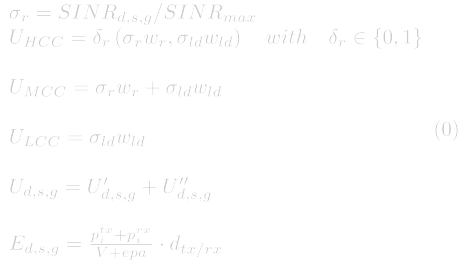 σ_r = SINR_{d,s,g}/SINR_{max}
U_{HCC} = δ_r (σ_r w_r, σ_{ld} w_{ld}) with δ_r ∈ {0,1}
U_{MCC} = σ_r w_r + σ_{ld} w_{ld}
U_{LCC} = σ_{ld} w_{ld}
(0)
U_{d,s,g} = U'_{d,s,g} + U''_{d,s,g}
E_{d,s,g} = \frac{p_i^{tx} + p_i^{rx}}{V + epa} · d_{tx/rx}